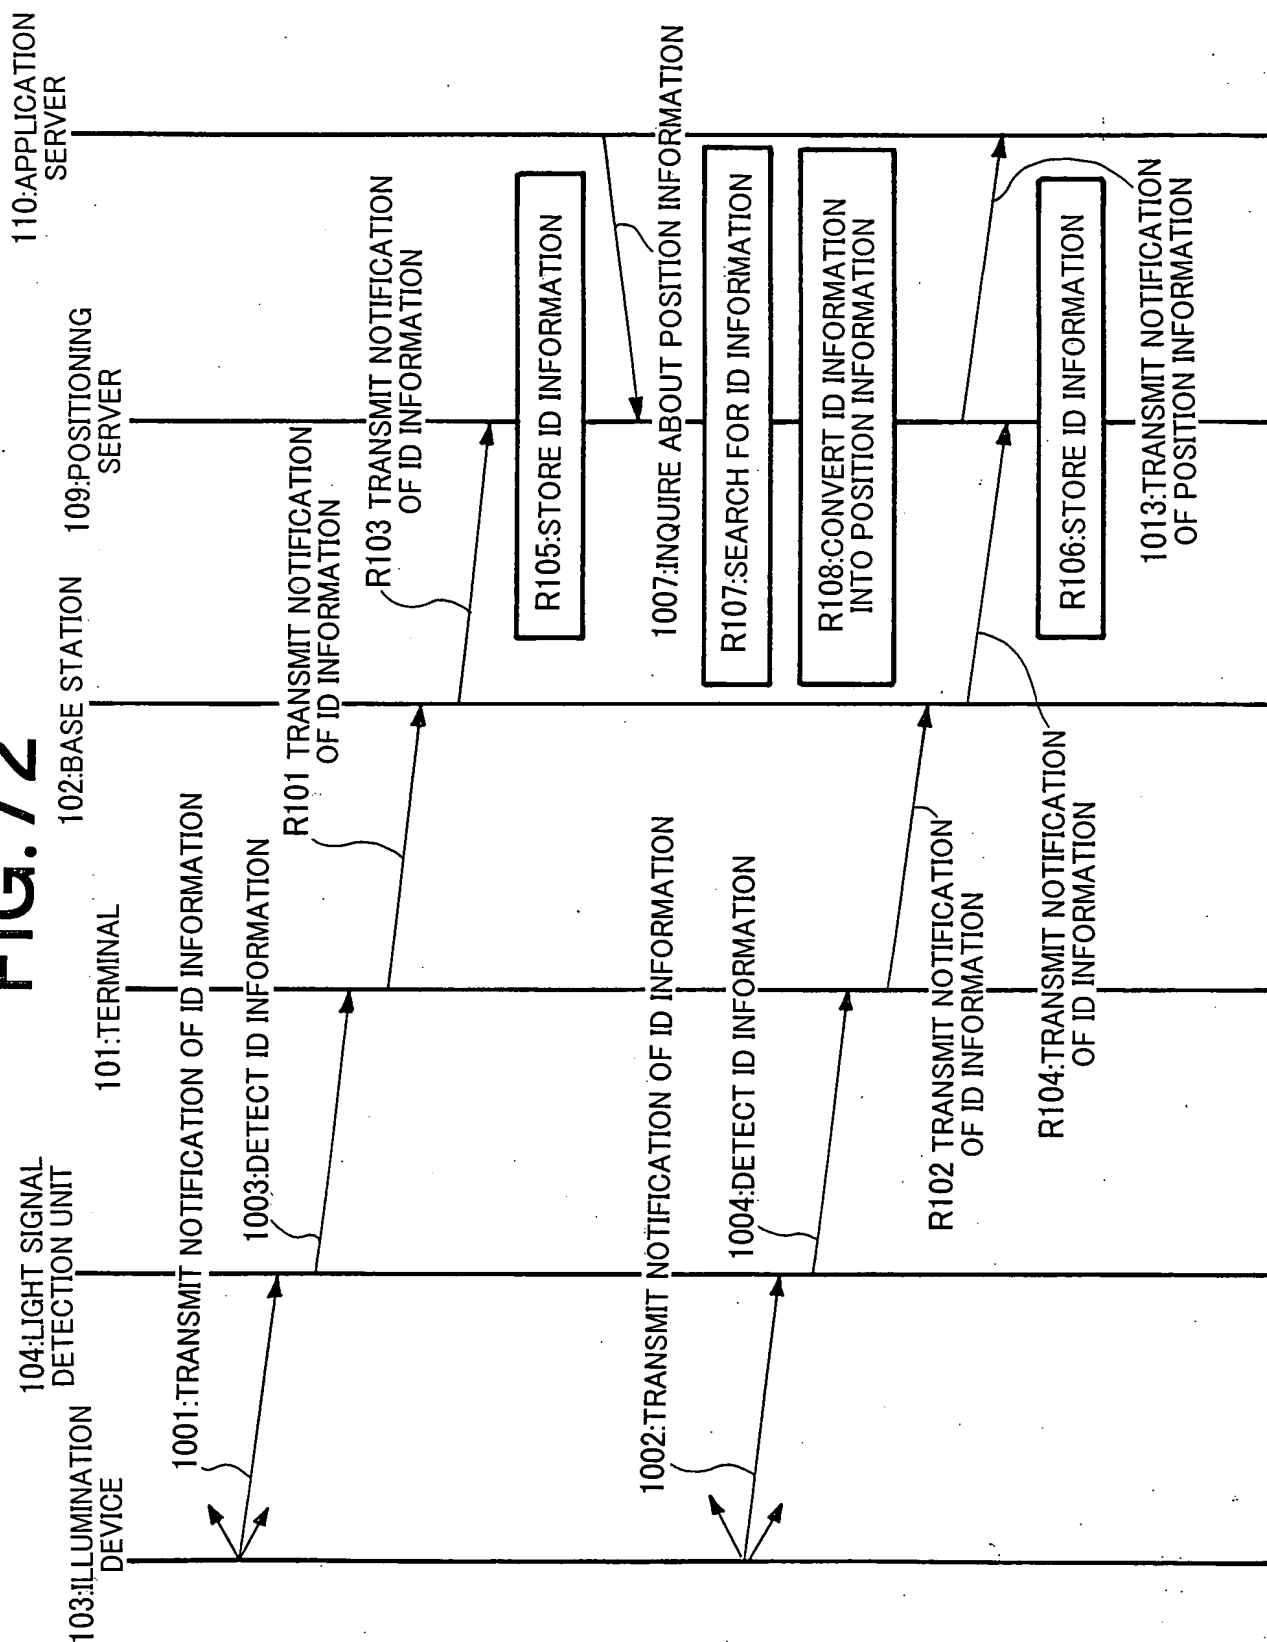 FIG. 72
103:ILLUMINATION
DEVICE
104:LIGHT SIGNAL
DETECTION UNIT
101:TERMINAL
102:BASE STATION
109:POSITIONING
SERVER
110:APPLICATION
SERVER
1001:TRANSMIT NOTIFICATION OF ID INFORMATION
1003:DETECT ID INFORMATION
R101 TRANSMIT NOTIFICATION
OF ID INFORMATION
R103 TRANSMIT NOTIFICATION
OF ID INFORMATION
R105:STORE ID INFORMATION
1007:INQUIRE ABOUT POSITION INFORMATION
1002:TRANSMIT NOTIFICATION OF ID INFORMATION
R107:SEARCH FOR ID INFORMATION
1004:DETECT ID INFORMATION
R108:CONVERT ID INFORMATION
INTO POSITION INFORMATION
R102 TRANSMIT NOTIFICATION
OF ID INFORMATION
R104:TRANSMIT NOTIFICATION
OF ID INFORMATION
R106:STORE ID INFORMATION
1013:TRANSMIT NOTIFICATION
OF POSITION INFORMATION